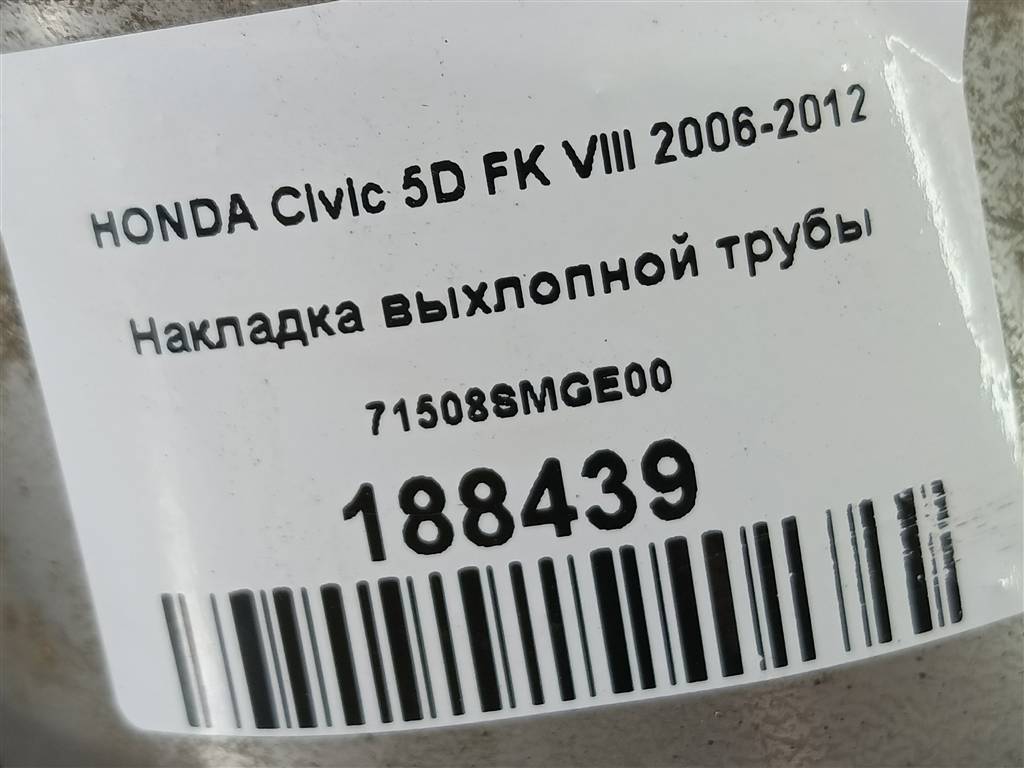 HONDA Civic 5D FK VIII 2006-2012
Накладка выхлопной трубы
71508SMGE00
188439